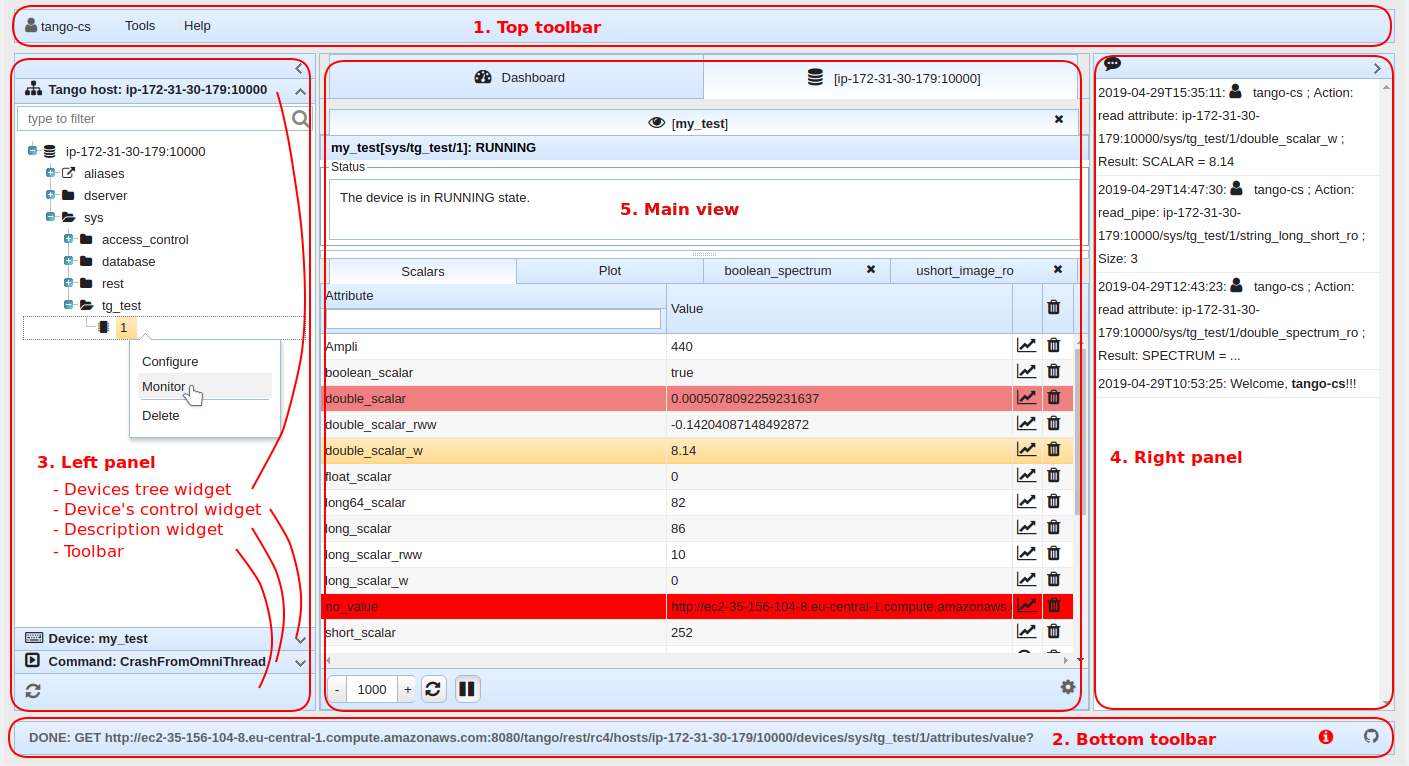 tango-cs Tools Help
1. Top toolbar
Tango host: ip-172-31-30-179:10000
type to filter
ip-172-31-30-179:10000
aliases
dserver
sys
access_control
database
rest
tg_test
1
Configure
Monitor
Delete
3. Left panel
- Devices tree widget
- Device's control widget
- Description widget
- Toolbar
Device: my_test
Command: CrashFromOmniThread
Dashboard
[ip-172-31-30-179:10000]
[my_test]
my_test[sys/tg_test/1]: RUNNING
Status
The device is in RUNNING state.
5. Main view
Scalars Plot boolean_spectrum ushort_image_ro
Attribute Value
Ampli 440
boolean_scalar true
double_scalar 0.0005078092259231637
double_scalar_rww -0.14204087148492872
double_scalar_w 8.14
float_scalar 0
long64_scalar 82
long_scalar 86
long_scalar_rww 10
long_scalar_w 0
no_value http://ec2-35-156-104-8.eu-central-1.compute.amazonaws.
short_scalar 252
- 1000 +
2019-04-29T15:35:11: tango-cs ; Action:
read attribute: ip-172-31-30-
179:10000/sys/tg_test/1/double_scalar_w ;
Result: SCALAR = 8.14
2019-04-29T14:47:30: tango-cs ; Action:
read_pipe: ip-172-31-30-
179:10000/sys/tg_test/1/string_long_short_ro ;
Size: 3
2019-04-29T12:43:23: tango-cs ; Action:
read attribute: ip-172-31-30-
179:10000/sys/tg_test/1/double_spectrum_ro ;
Result: SPECTRUM = ...
2019-04-29T10:53:25: Welcome, tango-cs!!!
4. Right panel
DONE: GET http://ec2-35-156-104-8.eu-central-1.compute.amazonaws.com:8080/tango/rest/rc4/hosts/ip-172-31-30-179/10000/devices/sys/tg_test/1/attributes/value?
2. Bottom toolbar